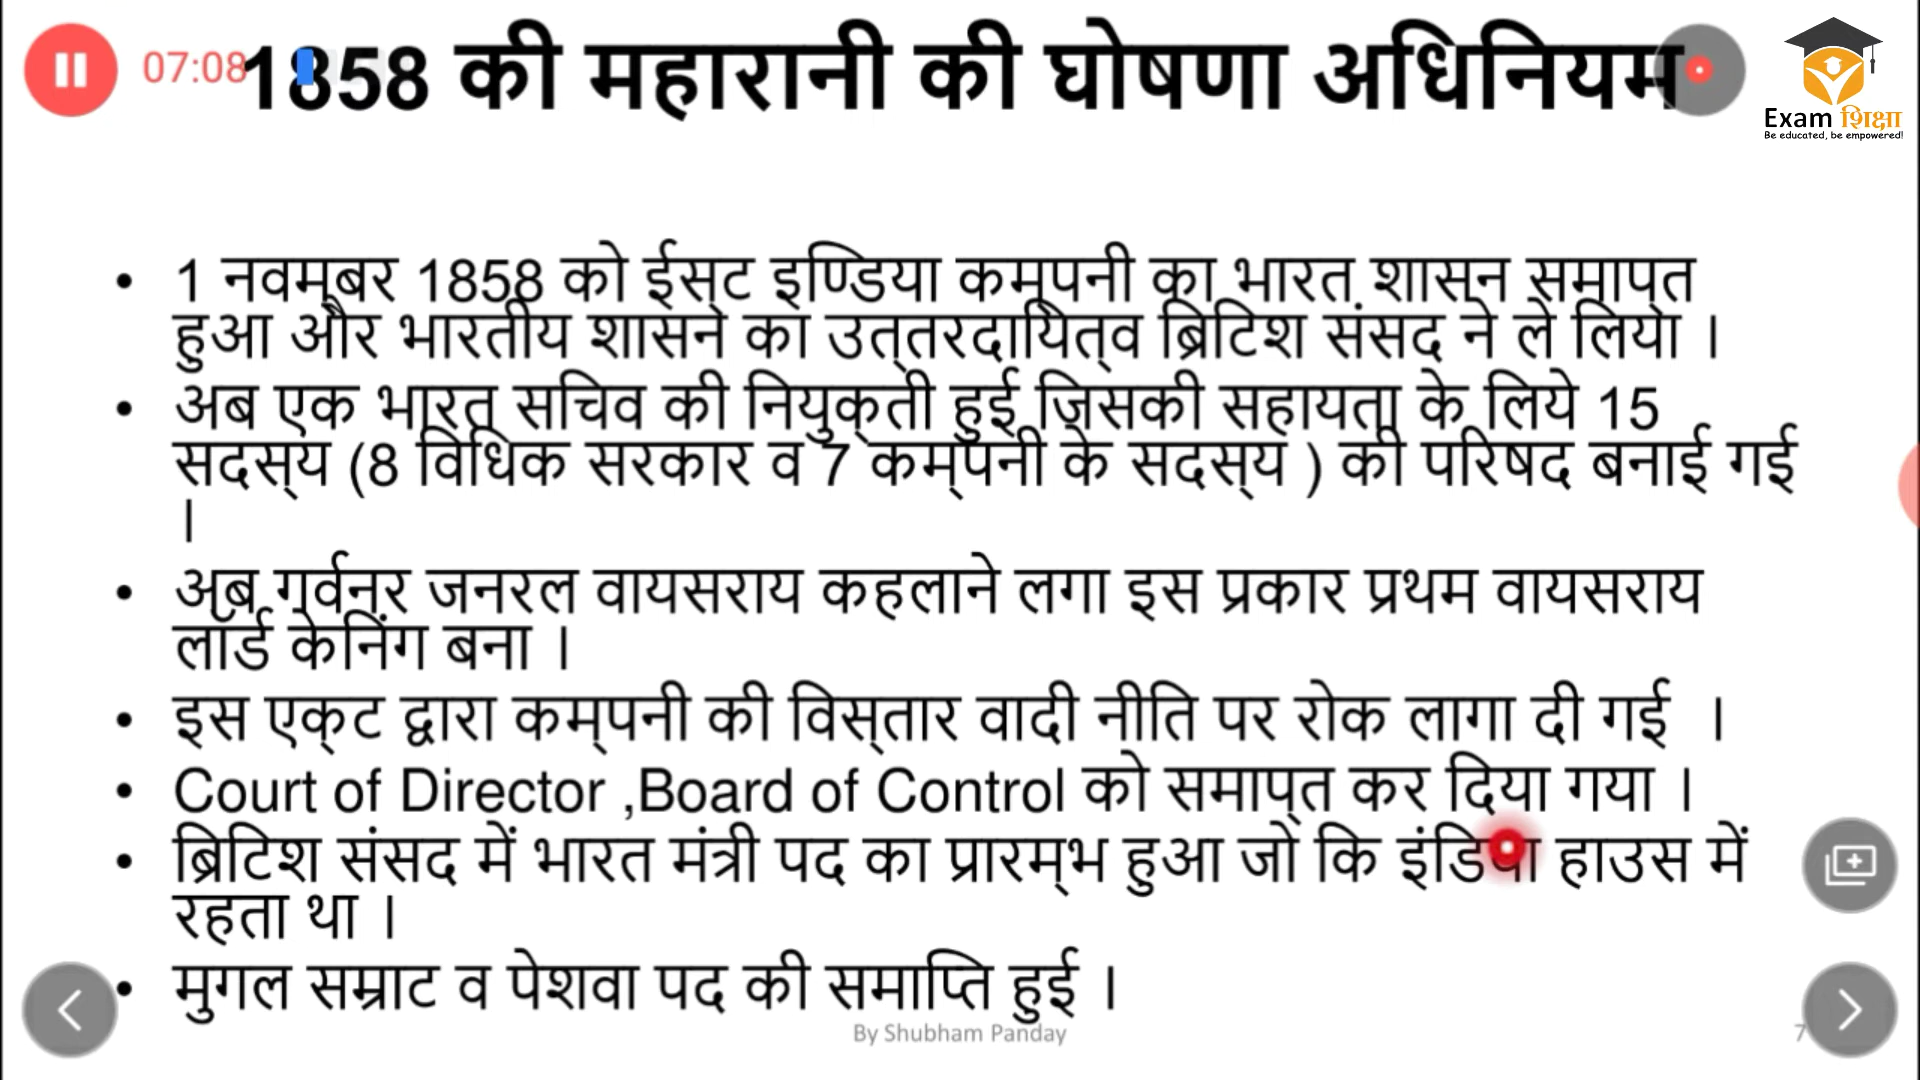 07:08
1858 की महारानी की घोषणा अधिनियम
Exam शिक्षा
Be educated, be empowered!
• 1 नवम्बर 1858 को ईस्ट इण्डिया कम्पनी का भारत शासन समाप्त
हुआ और भारतीय शासन का उत्तरदायित्व ब्रिटिश संसद ने ले लिया ।
• अब एक भारत सचिव की नियुक्ती हुई जिसकी सहायता के लिये 15
सदस्य (8 विधिक सरकार व 7 कम्पनी के सदस्य ) की परिषद बनाई गई
।
• अब गर्वनर जनरल वायसराय कहलाने लगा इस प्रकार प्रथम वायसराय
लॉर्ड केनिंग बना ।
• इस एक्ट द्वारा कम्पनी की विस्तार वादी नीति पर रोक लागा दी गई ।
• Court of Director ,Board of Control को समाप्त कर दिया गया ।
• ब्रिटिश संसद में भारत मंत्री पद का प्रारम्भ हुआ जो कि इंडिया हाउस में
रहता था ।
• मुगल सम्राट व पेशवा पद की समाप्ति हुई ।
By Shubham Panday
7